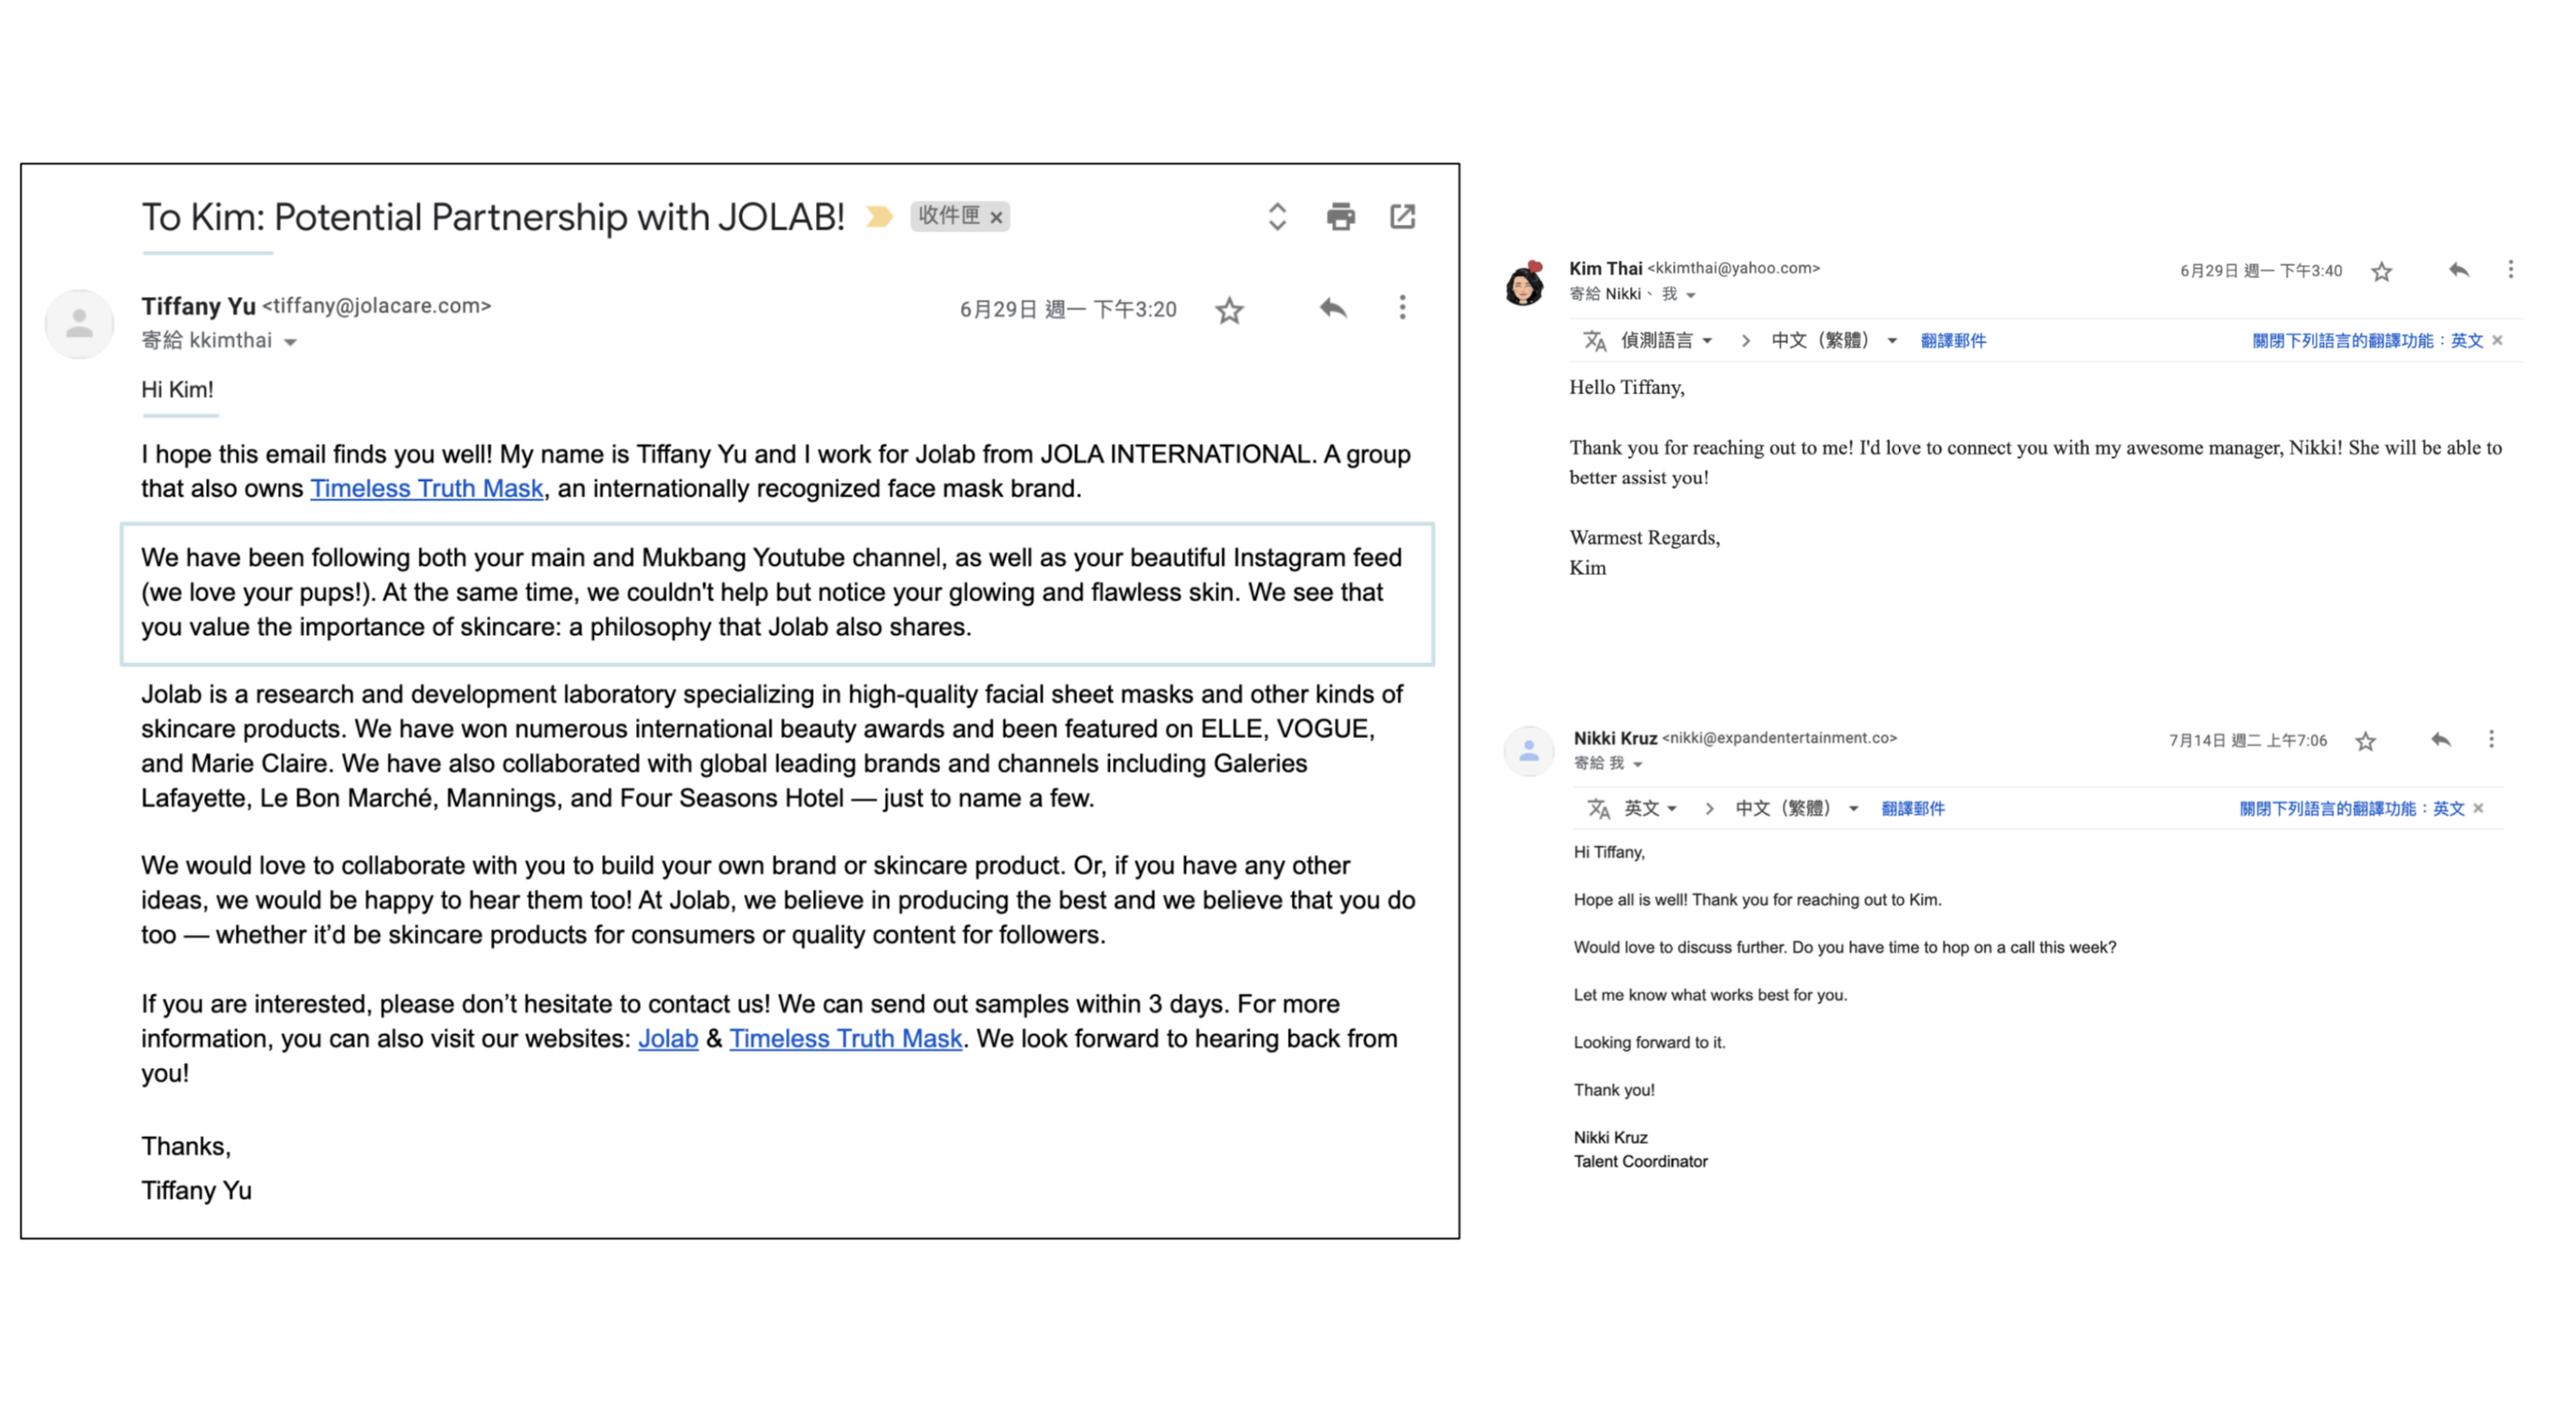 To Kim: Potential Partnership with JOLAB! 收件匣 ×
Tiffany Yu <tiffany@jolacare.com>
6月29日 週一 下午3:20
寄給 kkimthai
Hi Kim!
I hope this email finds you well! My name is Tiffany Yu and I work for Jolab from JOLA INTERNATIONAL. A group
that also owns Timeless Truth Mask, an internationally recognized face mask brand.
We have been following both your main and Mukbang Youtube channel, as well as your beautiful Instagram feed
(we love your pups!). At the same time, we couldn't help but notice your glowing and flawless skin. We see that
you value the importance of skincare: a philosophy that Jolab also shares.
Jolab is a research and development laboratory specializing in high-quality facial sheet masks and other kinds of
skincare products. We have won numerous international beauty awards and been featured on ELLE, VOGUE,
and Marie Claire. We have also collaborated with global leading brands and channels including Galeries
Lafayette, Le Bon Marché, Mannings, and Four Seasons Hotel — just to name a few.
We would love to collaborate with you to build your own brand or skincare product. Or, if you have any other
ideas, we would be happy to hear them too! At Jolab, we believe in producing the best and we believe that you do
too — whether it’d be skincare products for consumers or quality content for followers.
If you are interested, please don’t hesitate to contact us! We can send out samples within 3 days. For more
information, you can also visit our websites: Jolab & Timeless Truth Mask. We look forward to hearing back from
you!
Thanks,
Tiffany Yu
Kim Thai <kkimthai@yahoo.com>
6月29日 週一 下午3:40
寄給 Nikki、 我
偵測語言 > 中文（繁體） 翻譯郵件 關閉下列語言的翻譯功能：英文 ×
Hello Tiffany,
Thank you for reaching out to me! I'd love to connect you with my awesome manager, Nikki! She will be able to
better assist you!
Warmest Regards,
Kim
Nikki Kruz <nikki@expandentertainment.co>
7月14日 週二 上午7:06
寄給 我
英文 > 中文（繁體） 翻譯郵件 關閉下列語言的翻譯功能：英文 ×
Hi Tiffany,
Hope all is well! Thank you for reaching out to Kim.
Would love to discuss further. Do you have time to hop on a call this week?
Let me know what works best for you.
Looking forward to it.
Thank you!
Nikki Kruz
Talent Coordinator